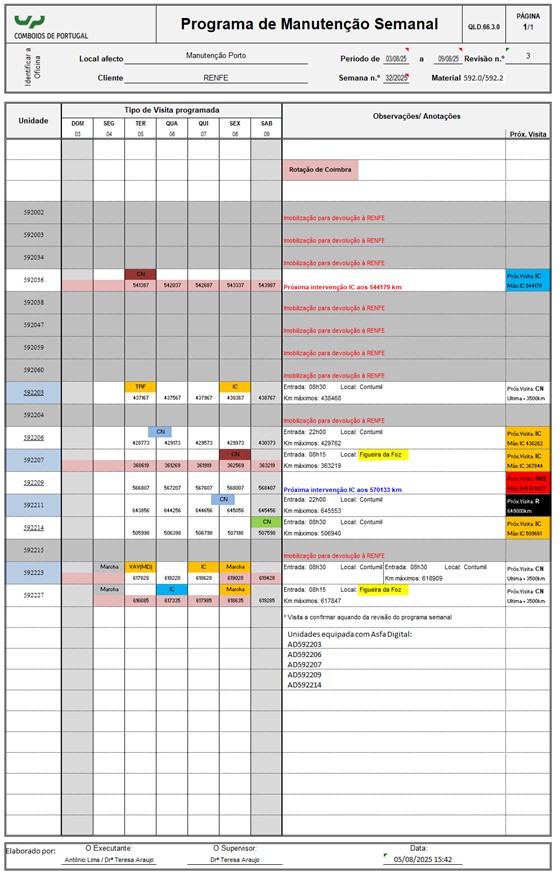 COMBOIOS DE PORTUGAL
Programa de Manutenção Semanal
QLD.66.3.0
PÁGINA
1/1
Identificar a Oficina
Local afecto Manutenção Porto Periodo de 03/08/25 a 09/08/25 Revisão n.º 3
Cliente RENFE Semana n.º 32/2025 Material 592.0/592.2
Unidade Tipo de Visita programada Observações/ Anotações Próx. Visita
DOM SEG TER QUA QUI SEX SAB
03 04 05 06 07 08 09
Rotação de Coimbra
592002 Imobilização para devolução à RENFE
592003 Imobilização para devolução à RENFE
592034 Imobilização para devolução à RENFE
592036 CN Próx.Visita: IC
541387 542037 542687 543337 543987 Próxima intervenção IC aos 544179 km Máx: IC 544179
592038 Imobilização para devolução à RENFE
592047 Imobilização para devolução à RENFE
592059 Imobilização para devolução à RENFE
592060 Imobilização para devolução à RENFE
592203 TRF IC Entrada: 08h30 Local: Contumil Próx.Visita: CN
437167 437567 437967 438367 438767 Km máximos: 438468 Ultima + 3500km
592204 Imobilização para devolução à RENFE
592206 CN Entrada: 22h00 Local: Contumil Próx.Visita: IC
428773 429173 429573 429973 430373 Km máximos: 429762 Máx: IC 436262
592207 CN Entrada: 08h15 Local: Figueira da Foz Próx.Visita: IC
360619 361269 361919 362569 363219 Km máximos: 363219 Máx: IC 367844
592209
566807 567207 567607 568007 568407 Próxima intervenção IC aos 570133 km
592211 CN Entrada: 22h00 Local: Contumil Próx.Visita: R
643856 644256 644656 645056 645456 Km máximos: 645553 649000km
592214 CN Entrada: 08h30 Local: Contumil Próx.Visita: IC
505998 506398 506798 507198 507598 Km máximos: 506940 Máx: IC 509661
592215 Imobilização para devolução à RENFE
592223 Marcha VAV(MD) IC Marcha Entrada: 08h30 Local: Contumil Entrada: 08h30 Local: Contumil Próx.Visita: CN
617828 618228 618628 619028 619428 Km máximos: 618909 Ultima + 3500km
592227 Marcha IC Marcha Entrada: 08h15 Local: Figueira da Foz Próx.Visita: CN
616685 617335 617985 618635 619285 Km máximos: 617847 Ultima + 3500km
* Visita a confirmar aquando da revisão do programa semanal
Unidades equipada com Asfa Digital:
AD592203
AD592206
AD592207
AD592209
AD592214
Elaborado por: O Executante: O Supervisor: Data:
António Lima / Drª Teresa Araujo Drª Teresa Araujo 05/08/2025 15:42